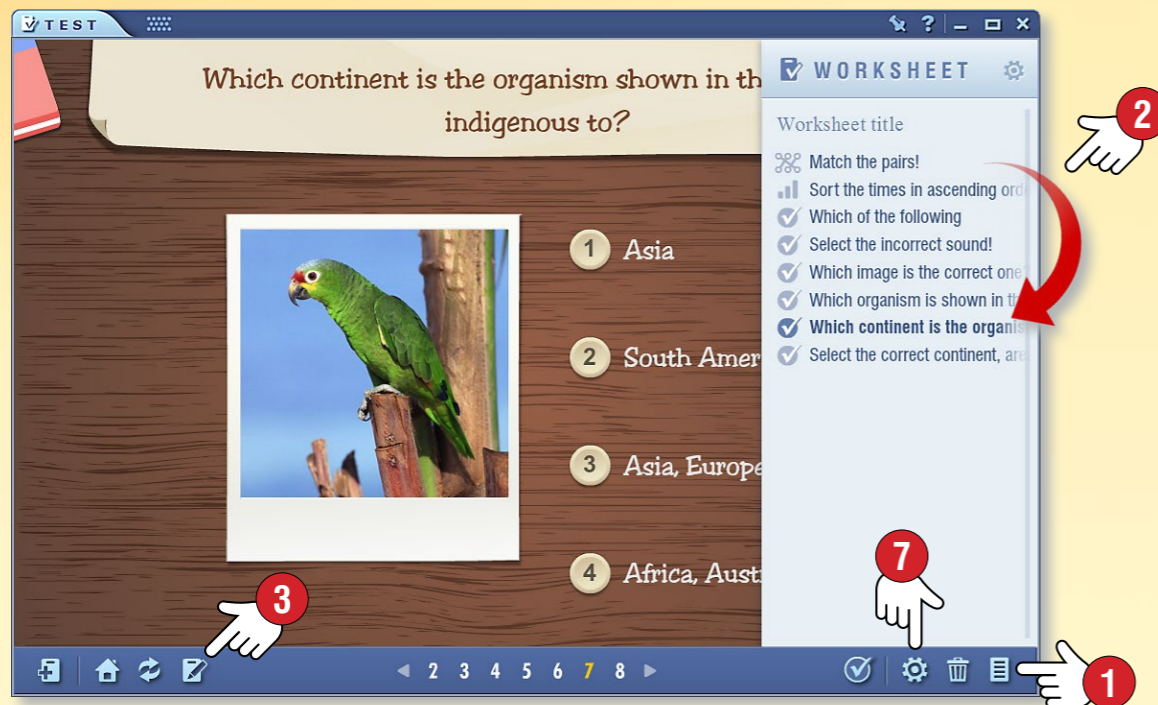 TEST
Which continent is the organism shown in th
indigenous to?
1 Asia
2 South Amer
3 Asia, Europe
4 Africa, Aust
WORKSHEET
Worksheet title
Match the pairs!
Sort the times in ascending ord
Which of the following
Select the incorrect sound!
Which image is the correct one
Which organism is shown in th
Which continent is the organis
Select the correct continent, are
2
3
7
1
2 3 4 5 6 7 8